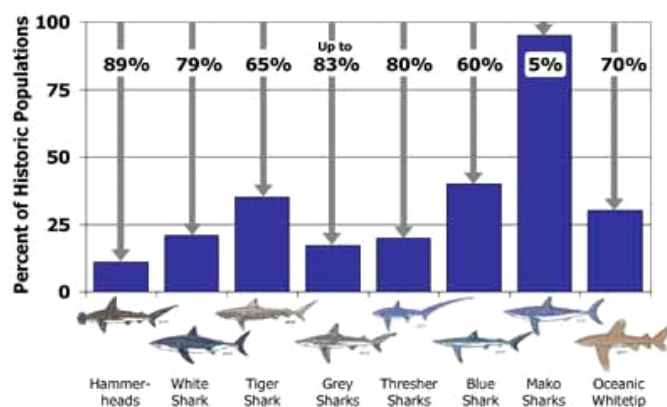 Percent of Historic Populations
100
75
50
25
0
89%
79%
65%
Up to
83%
80%
60%
5%
70%
Hammer-
heads
White
Shark
Tiger
Shark
Grey
Sharks
Thresher
Sharks
Blue
Shark
Mako
Sharks
Oceanic
Whitetip